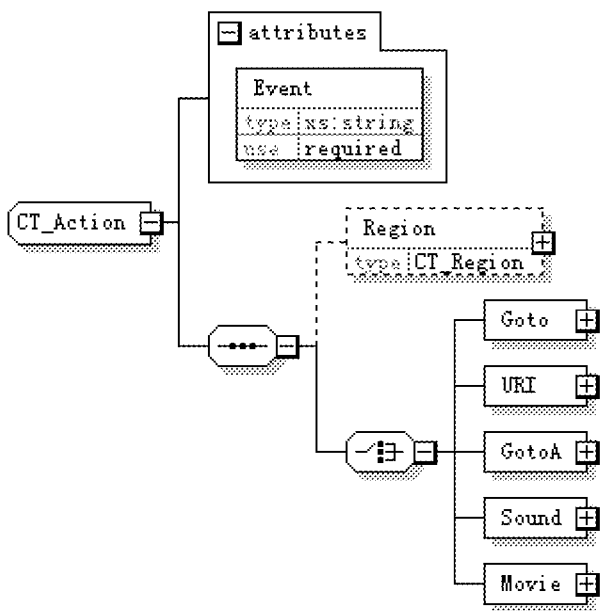 attributes
Event
type xs:string
use required
CT_Action
Region
type CT_Region
Goto
URI
GotoA
Sound
Movie